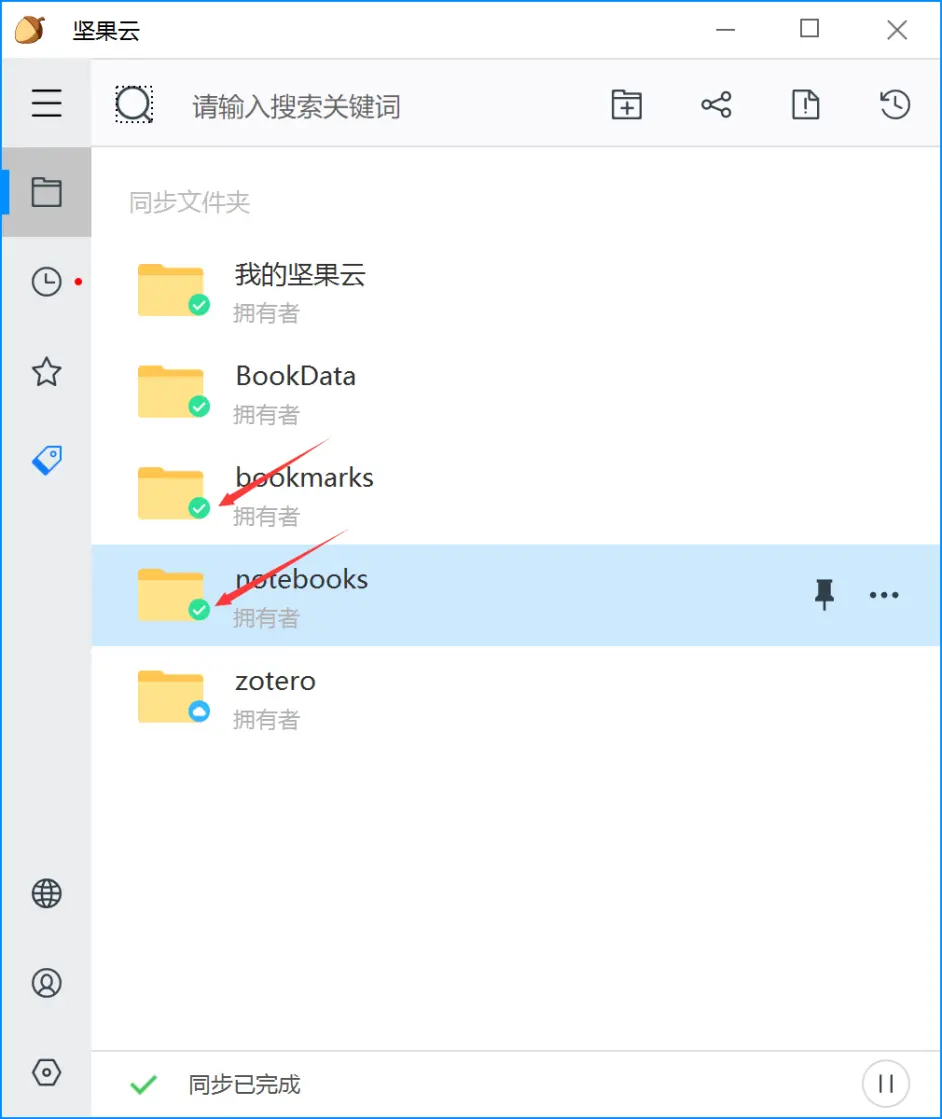 坚果云
请输入搜索关键词
同步文件夹
我的坚果云
拥有者
BookData
拥有者
bookmarks
拥有者
notebooks
拥有者
zotero
拥有者
同步已完成